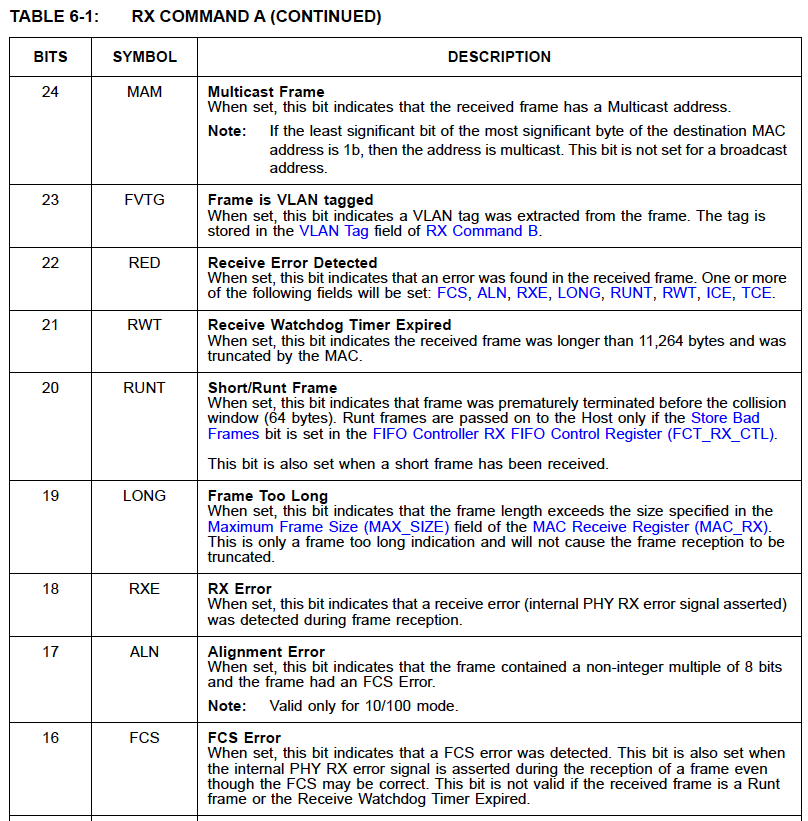 TABLE 6-1: RX COMMAND A (CONTINUED)
BITS SYMBOL DESCRIPTION
24 MAM Multicast Frame
When set, this bit indicates that the received frame has a Multicast address.
Note: If the least significant bit of the most significant byte of the destination MAC
address is 1b, then the address is multicast. This bit is not set for a broadcast
address.
23 FVTG Frame is VLAN tagged
When set, this bit indicates a VLAN tag was extracted from the frame. The tag is
stored in the VLAN Tag field of RX Command B.
22 RED Receive Error Detected
When set, this bit indicates that an error was found in the received frame. One or more
of the following fields will be set: FCS, ALN, RXE, LONG, RUNT, RWT, ICE, TCE.
21 RWT Receive Watchdog Timer Expired
When set, this bit indicates the received frame was longer than 11,264 bytes and was
truncated by the MAC.
20 RUNT Short/Runt Frame
When set, this bit indicates that frame was prematurely terminated before the collision
window (64 bytes). Runt frames are passed on to the Host only if the Store Bad
Frames bit is set in the FIFO Controller RX FIFO Control Register (FCT_RX_CTL).
This bit is also set when a short frame has been received.
19 LONG Frame Too Long
When set, this bit indicates that the frame length exceeds the size specified in the
Maximum Frame Size (MAX_SIZE) field of the MAC Receive Register (MAC_RX).
This is only a frame too long indication and will not cause the frame reception to be
truncated.
18 RXE RX Error
When set, this bit indicates that a receive error (internal PHY RX error signal asserted)
was detected during frame reception.
17 ALN Alignment Error
When set, this bit indicates that the frame contained a non-integer multiple of 8 bits
and the frame had an FCS Error.
Note: Valid only for 10/100 mode.
16 FCS FCS Error
When set, this bit indicates that a FCS error was detected. This bit is also set when
the internal PHY RX error signal is asserted during the reception of a frame even
though the FCS may be correct. This bit is not valid if the received frame is a Runt
frame or the Receive Watchdog Timer Expired.